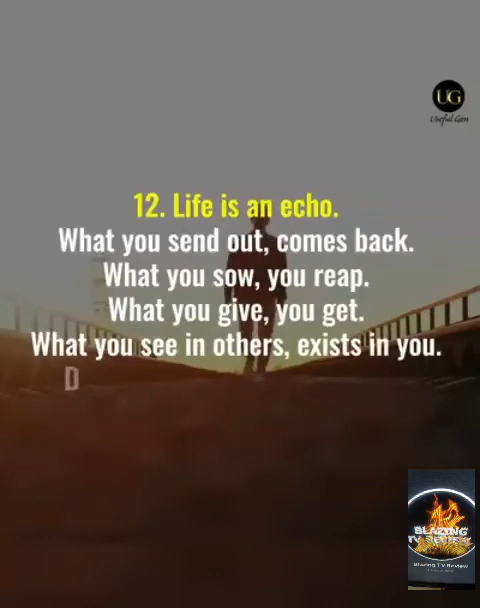 UG
Useful Gen
12. Life is an echo.
What you send out, comes back.
What you sow, you reap.
What you give, you get.
What you see in others, exists in you.
D
BLAZING
TV REVIEW
Blazing TV Review